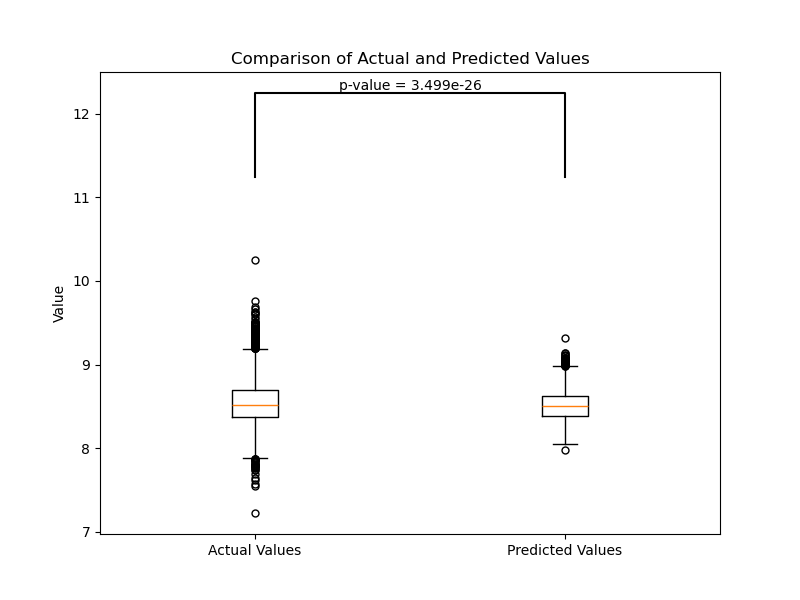 Comparison of Actual and Predicted Values
p-value = 3.499e-26
12
11
10
9
8
7
Value
Actual Values
Predicted Values